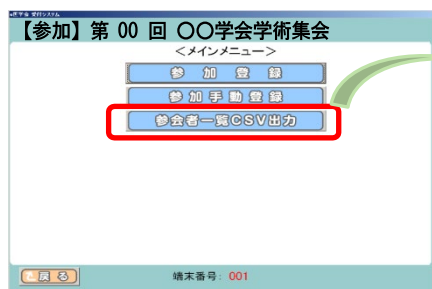 【参加】第 00 回 〇〇学会学術集会
＜メインメニュー＞
参 加 登 録
参加手動登録
参会者一覧CSV出力
戻 る
端末番号: 001